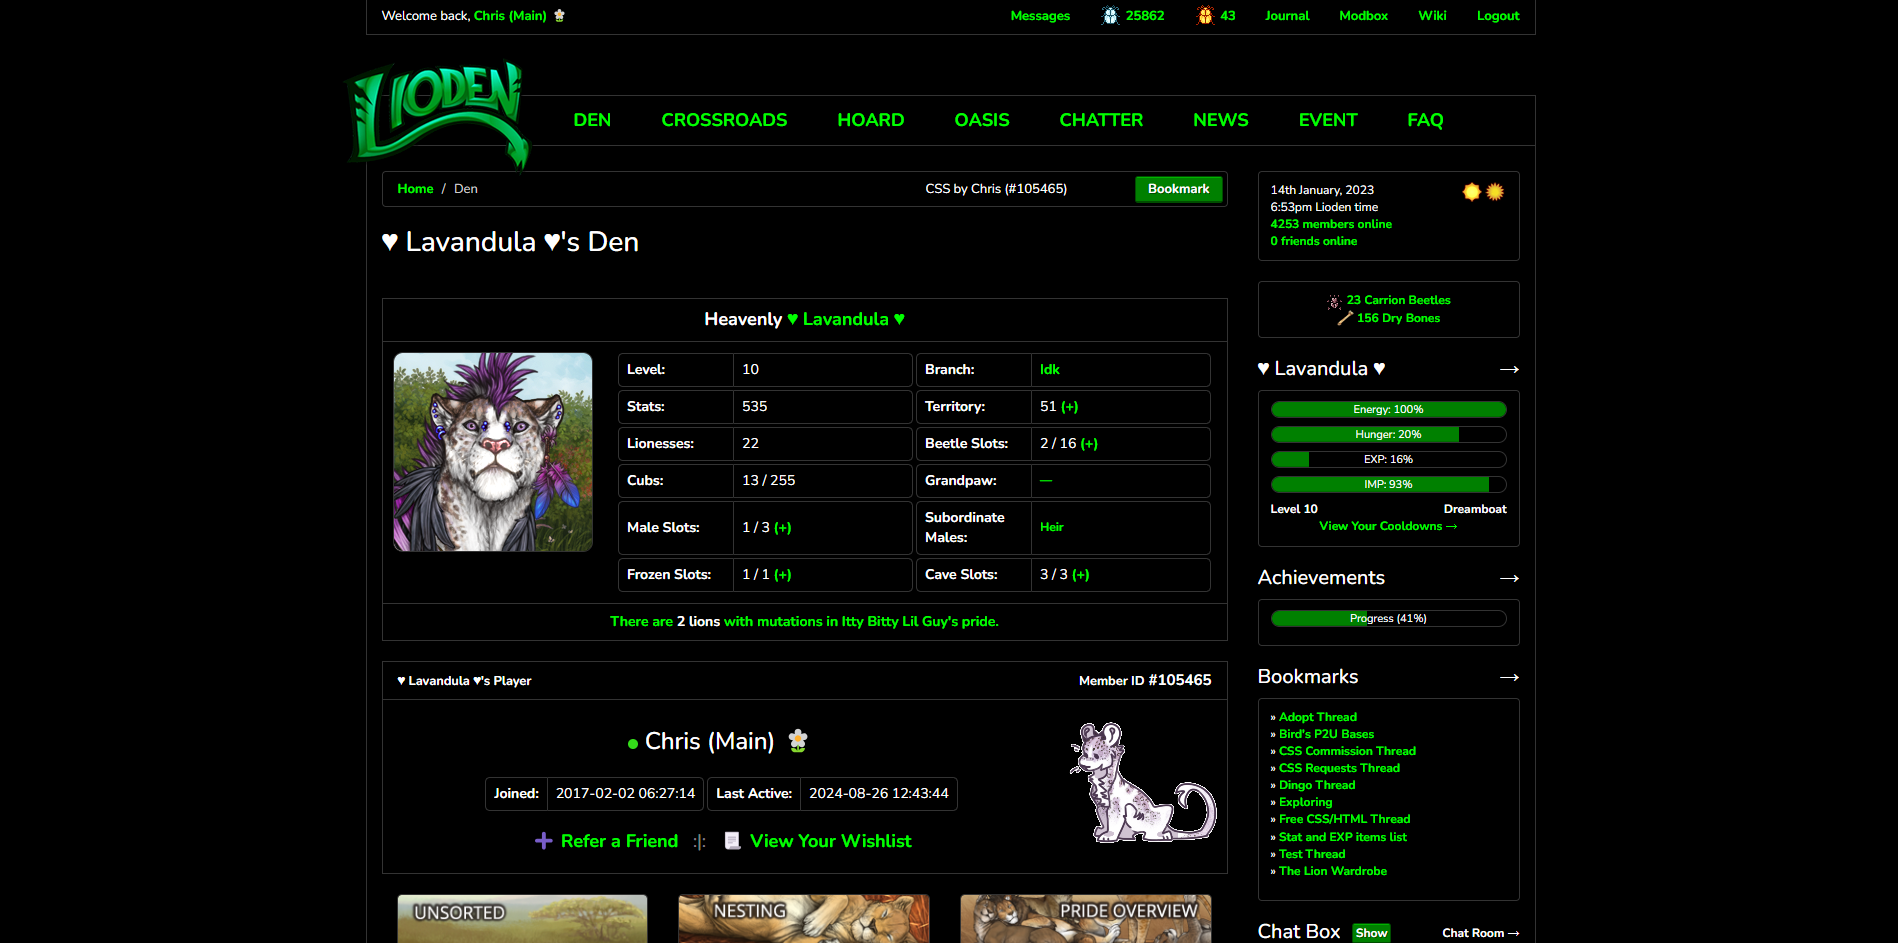 Welcome back, Chris (Main)
Messages 25862 43 Journal Modbox Wiki Logout
LIODEN
DEN CROSSROADS HOARD OASIS CHATTER NEWS EVENT FAQ
Home / Den CSS by Chris (#105465) Bookmark
♥ Lavandula ♥'s Den
Heavenly ♥ Lavandula ♥
Level: 10 Branch: Idk
Stats: 535 Territory: 51 (+)
Lionesses: 22 Beetle Slots: 2 / 16 (+)
Cubs: 13 / 255 Grandpaw: —
Male Slots: 1 / 3 (+) Subordinate Males: Heir
Frozen Slots: 1 / 1 (+) Cave Slots: 3 / 3 (+)
There are 2 lions with mutations in Itty Bitty Lil Guy's pride.
♥ Lavandula ♥'s Player Member ID #105465
Chris (Main)
Joined: 2017-02-02 06:27:14 Last Active: 2024-08-26 12:43:44
Refer a Friend :|: View Your Wishlist
UNSORTED NESTING PRIDE OVERVIEW
14th January, 2023
6:53pm Lioden time
4253 members online
0 friends online
23 Carrion Beetles
156 Dry Bones
♥ Lavandula ♥ →
Energy: 100%
Hunger: 20%
EXP: 16%
IMP: 93%
Level 10 Dreamboat
View Your Cooldowns →
Achievements →
Progress (41%)
Bookmarks →
» Adopt Thread
» Bird's P2U Bases
» CSS Commission Thread
» CSS Requests Thread
» Dingo Thread
» Exploring
» Free CSS/HTML Thread
» Stat and EXP items list
» Test Thread
» The Lion Wardrobe
Chat Box Show Chat Room →